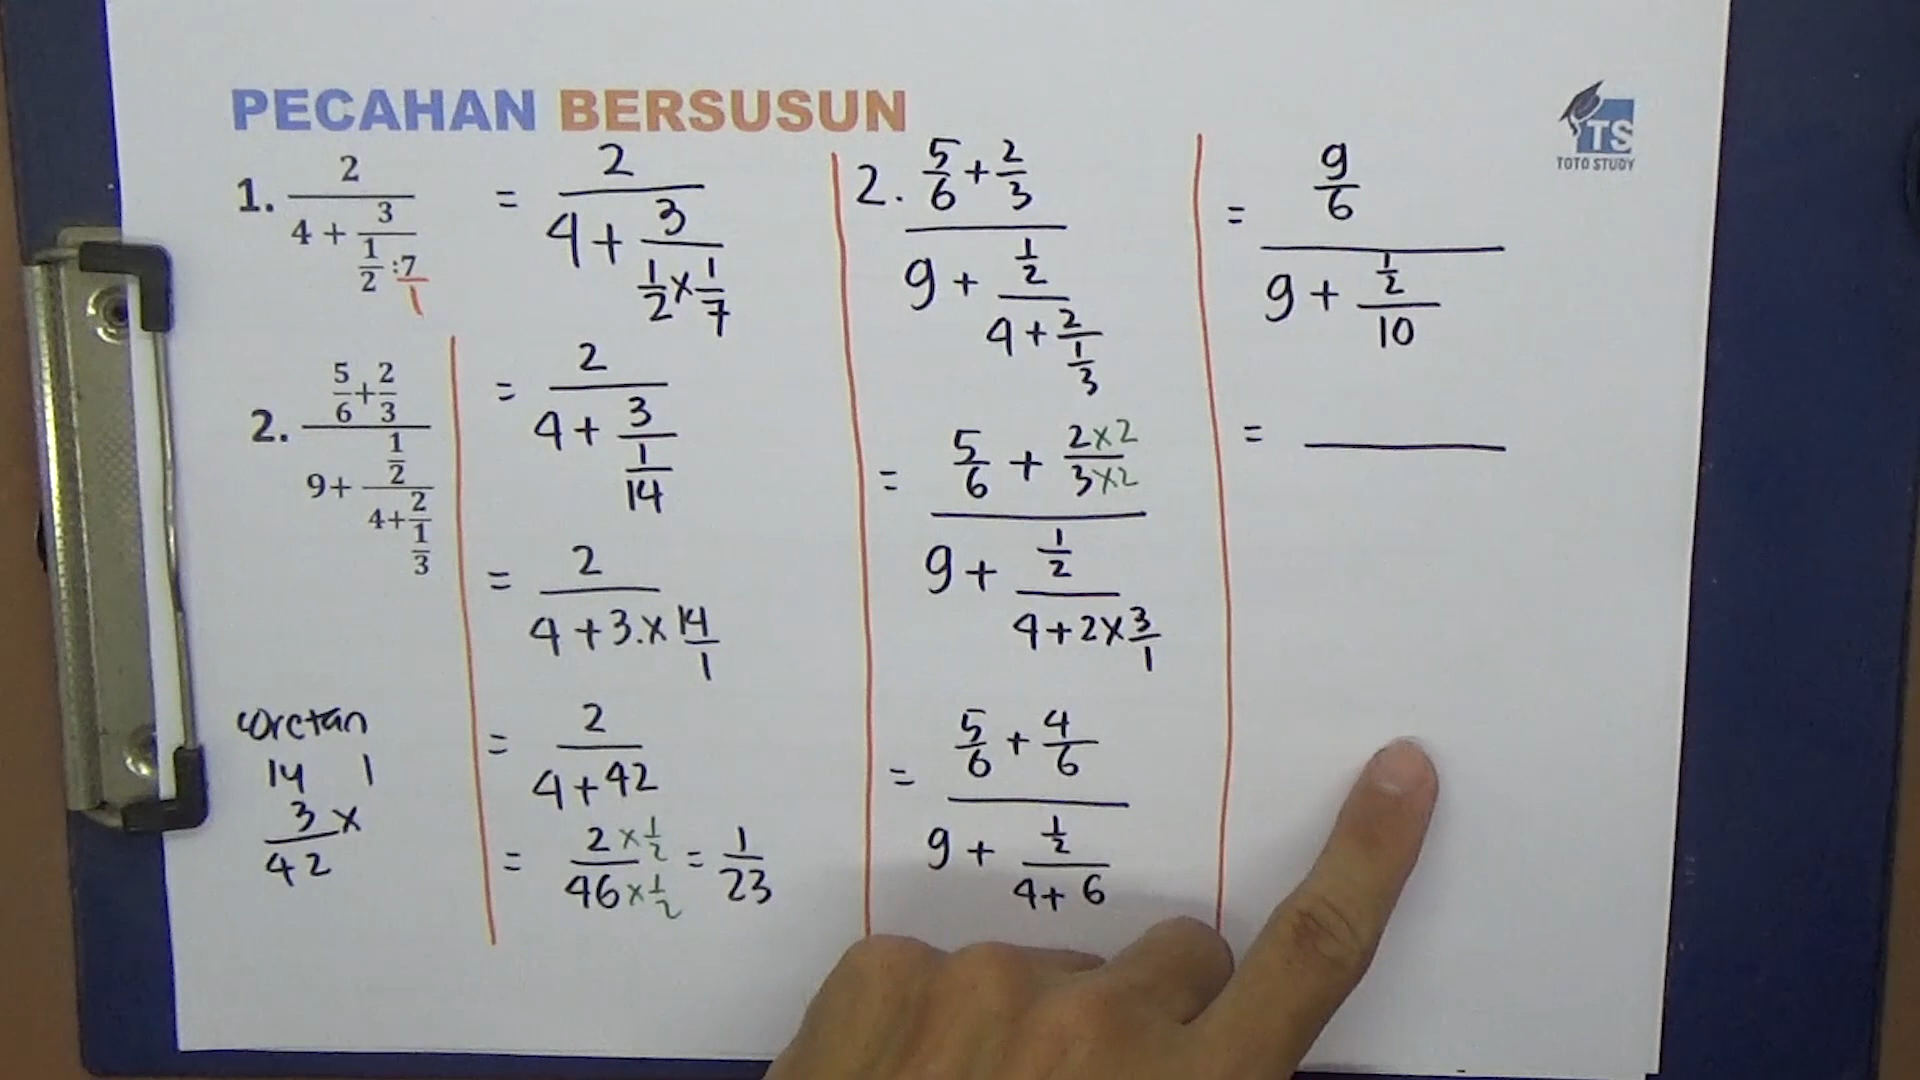 PECAHAN BERSUSUN
TS
TOTO STUDY
1. 2
4 + 3
1/2 : 7/1
= 2
4 + 3
1/2 × 1/7
= 2
4 + 3
1
14
= 2
4 + 3 . × 14/1
= 2
4 + 42
= 2 × 1/2
46 × 1/2
= 1/23
2. 5/6 + 2/3
9 + 1/2
4 + 2
1/3
coretan
14 1
3 ×
42
2. 5/6 + 2/3
9 + 1/2
4 + 2
1/3
= 5/6 + 2×2
3×2
9 + 1/2
4 + 2 × 3/1
= 5/6 + 4/6
9 + 1/2
4 + 6
= 9/6
9 + 1/2
10
=